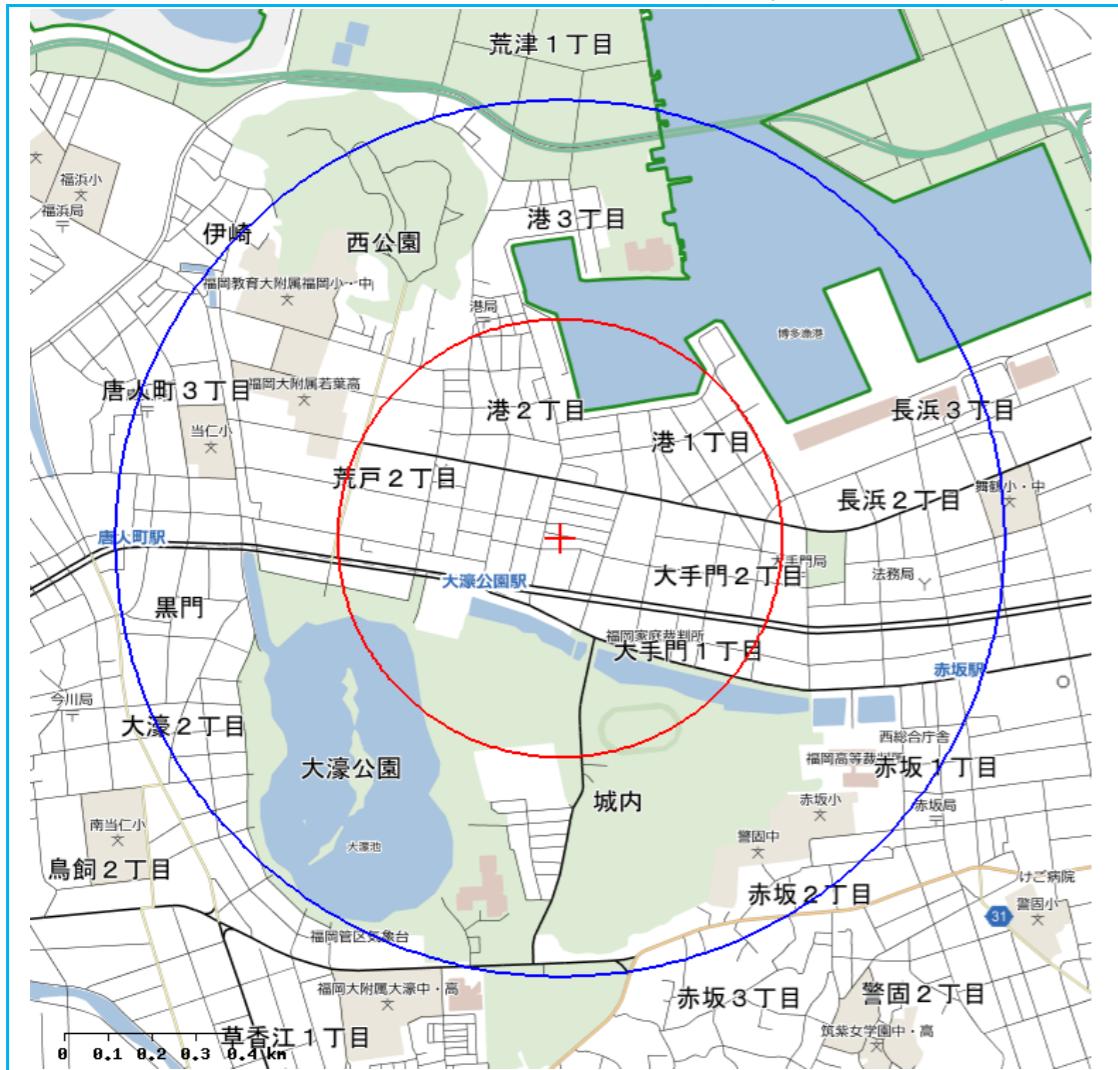 荒津1丁目
福浜小
福浜局
伊崎
港3丁目
西公園
福岡教育大附属福岡小・中
港局
博多漁港
唐人町3丁目
福岡大附属若葉高
当仁小
港2丁目
長浜3丁目
港1丁目
荒戸2丁目
長浜2丁目
舞鶴小・中
唐人町駅
大手門局
大濠公園駅
大手門2丁目
法務局
黒門
福岡家庭裁判所
大手門1丁目
赤坂駅
今川局
大濠2丁目
西総合庁舎
福岡高等裁判所
大濠公園
赤坂1丁目
城内
赤坂小
赤坂局
南当仁小
警固中
大濠池
鳥飼2丁目
けご病院
赤坂2丁目
警固小
31
福岡管区気象台
福岡大附属大濠中・高
赤坂3丁目
警固2丁目
草香江1丁目
筑紫女学園中・高
0 0.1 0.2 0.3 0.4 km